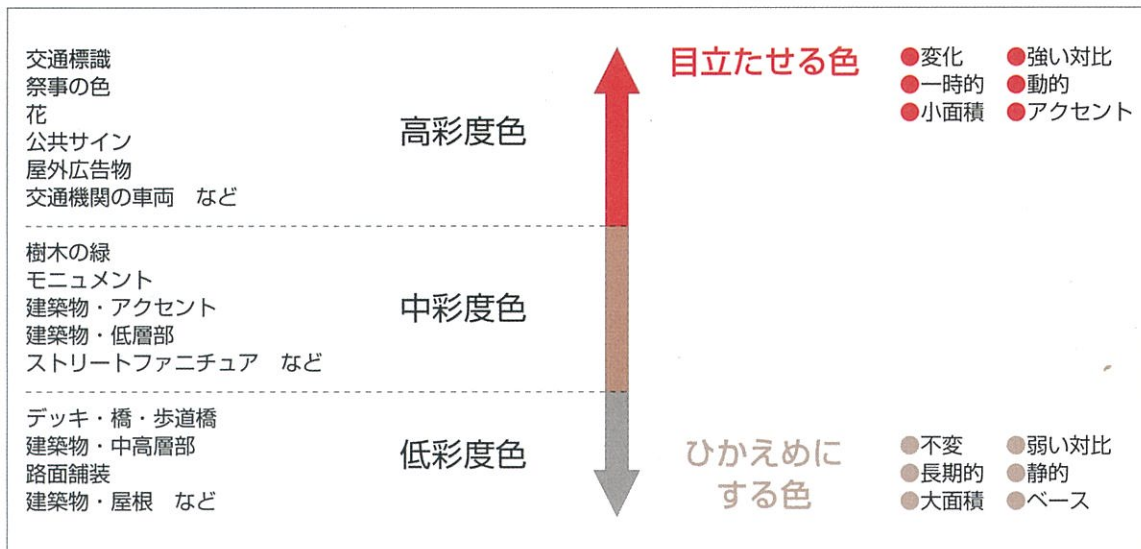 交通標識
祭事の色
花
公共サイン
屋外広告物
交通機関の車両　など
高彩度色
目立たせる色
●変化　●強い対比
●一時的　●動的
●小面積　●アクセント
樹木の緑
モニュメント
建築物・アクセント
建築物・低層部
ストリートファニチュア　など
中彩度色
デッキ・橋・歩道橋
建築物・中高層部
路面舗装
建築物・屋根　など
低彩度色
ひかえめに
する色
●不変　●弱い対比
●長期的　●静的
●大面積　●ベース